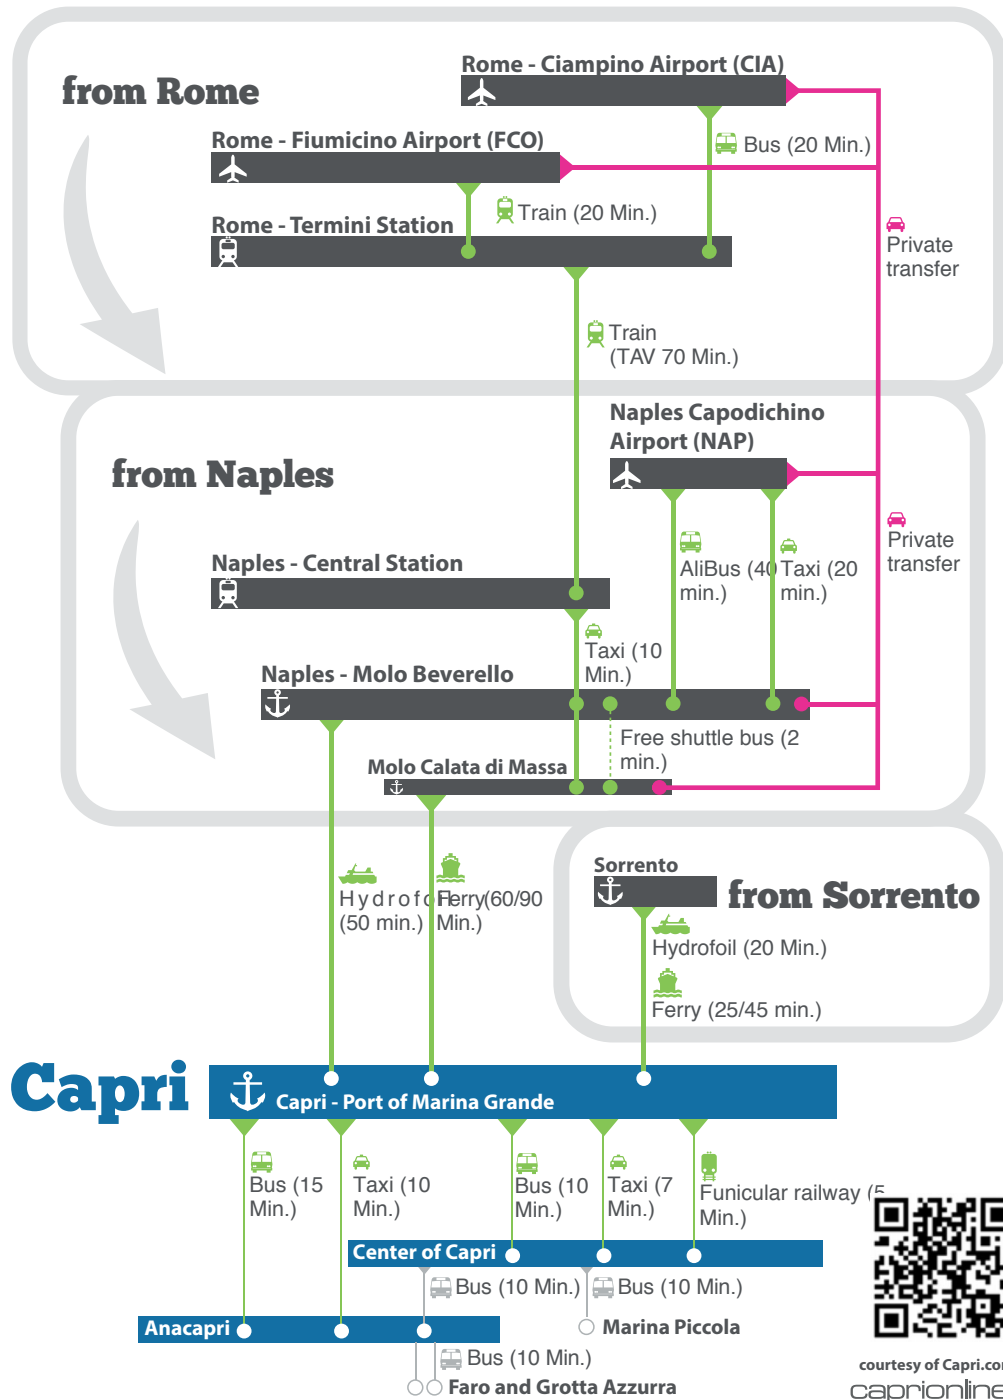 Rome - Ciampino Airport (CIA)
from Rome
Rome - Fiumicino Airport (FCO)
Bus (20 Min.)
Train (20 Min.)
Rome - Termini Station
Private
transfer
Train
(TAV 70 Min.)
Naples Capodichino
Airport (NAP)
from Naples
Private
transfer
Naples - Central Station
AliBus (40
min.)
Taxi (20
min.)
Taxi (10
Min.)
Naples - Molo Beverello
Free shuttle bus (2
min.)
Molo Calata di Massa
Sorrento
from Sorrento
Hydrofoil
(50 min.)
Ferry(60/90
Min.)
Hydrofoil (20 Min.)
Ferry (25/45 min.)
Capri
Capri - Port of Marina Grande
Bus (15
Min.)
Taxi (10
Min.)
Bus (10
Min.)
Taxi (7
Min.)
Funicular railway (5
Min.)
Center of Capri
Bus (10 Min.)
Bus (10 Min.)
Anacapri
Marina Piccola
Bus (10 Min.)
Faro and Grotta Azzurra
courtesy of Capri.com
caprionline